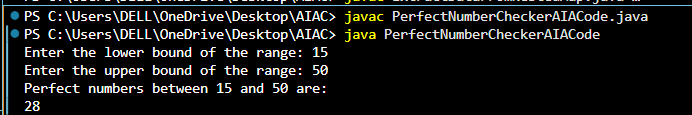 PS C:\Users\DELL\OneDrive\Desktop\AIAC> javac PerfectNumberCheckerAIACode.java
PS C:\Users\DELL\OneDrive\Desktop\AIAC> java PerfectNumberCheckerAIACode
Enter the lower bound of the range: 15
Enter the upper bound of the range: 50
Perfect numbers between 15 and 50 are:
28